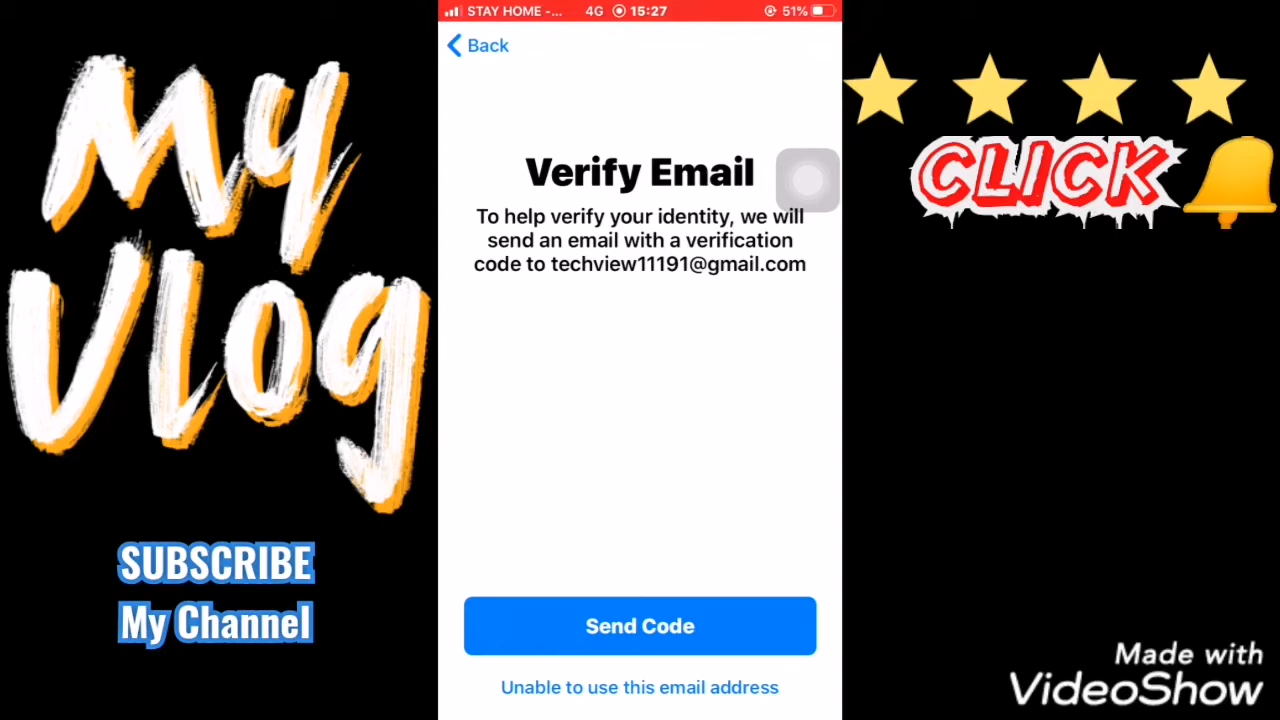 My
Vlog
SUBSCRIBE
My Channel
STAY HOME -... 4G 15:27 51%
Back
Verify Email
To help verify your identity, we will
send an email with a verification
code to techview11191@gmail.com
Send Code
Unable to use this email address
CLICK
Made with
VideoShow